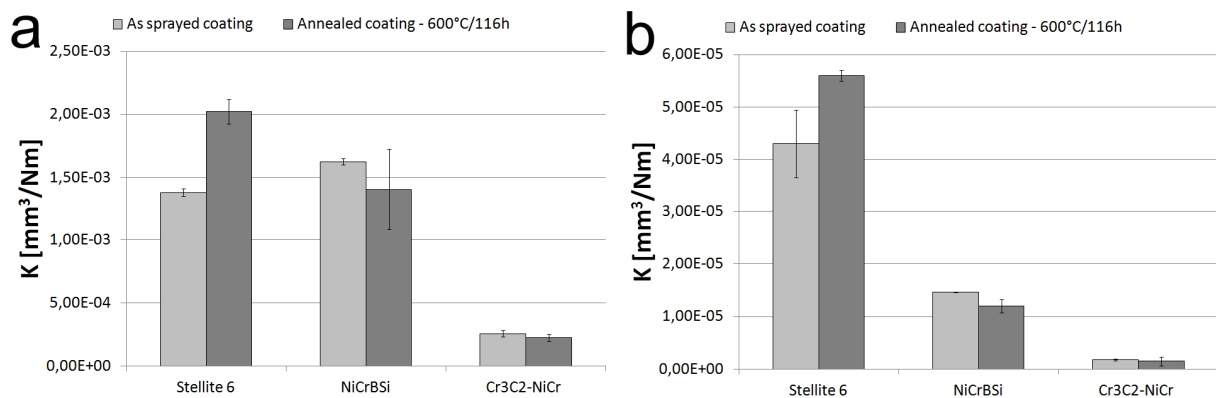 a
As sprayed coating
Annealed coating - 600°C/116h
K [mm³/Nm]
2,50E-03
2,00E-03
1,50E-03
1,00E-03
5,00E-04
0,00E+00
Stellite 6
NiCrBSi
Cr3C2-NiCr
b
As sprayed coating
Annealed coating - 600°C/116h
K [mm³/Nm]
6,00E-05
5,00E-05
4,00E-05
3,00E-05
2,00E-05
1,00E-05
0,00E+00
Stellite 6
NiCrBSi
Cr3C2-NiCr